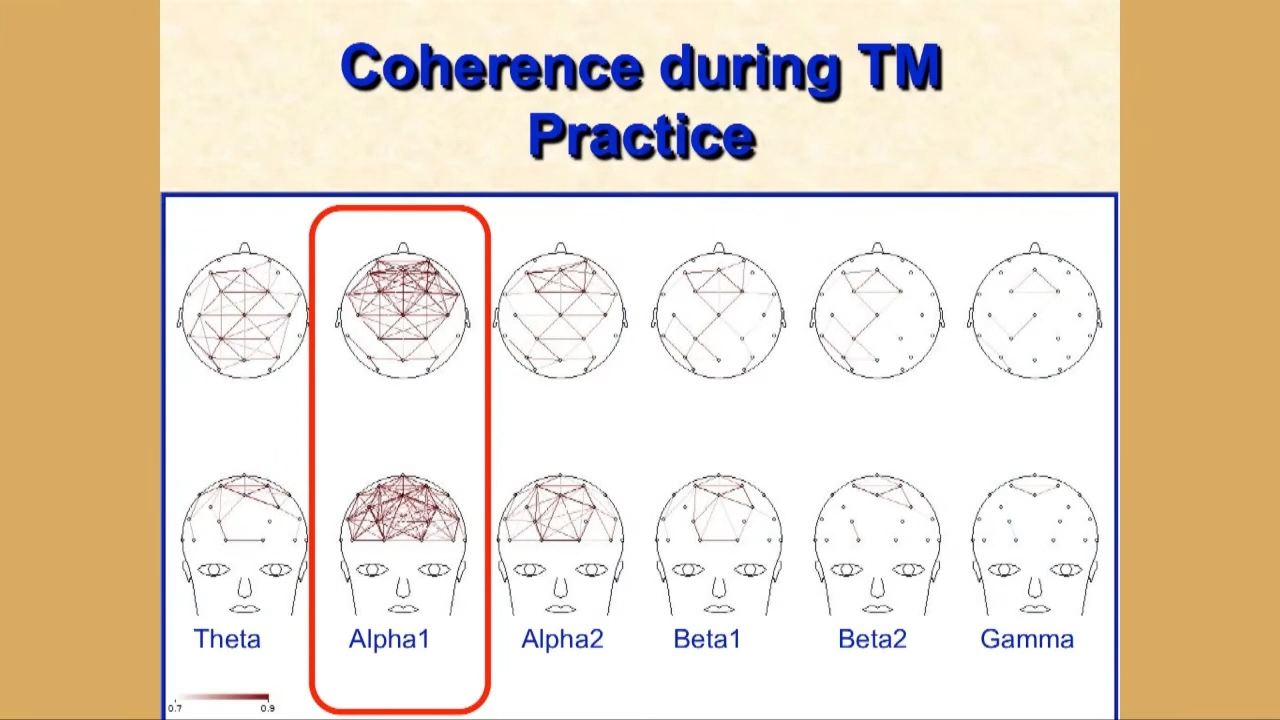 Coherence during TM
Practice
Theta Alpha1 Alpha2 Beta1 Beta2 Gamma
0.7 0.9